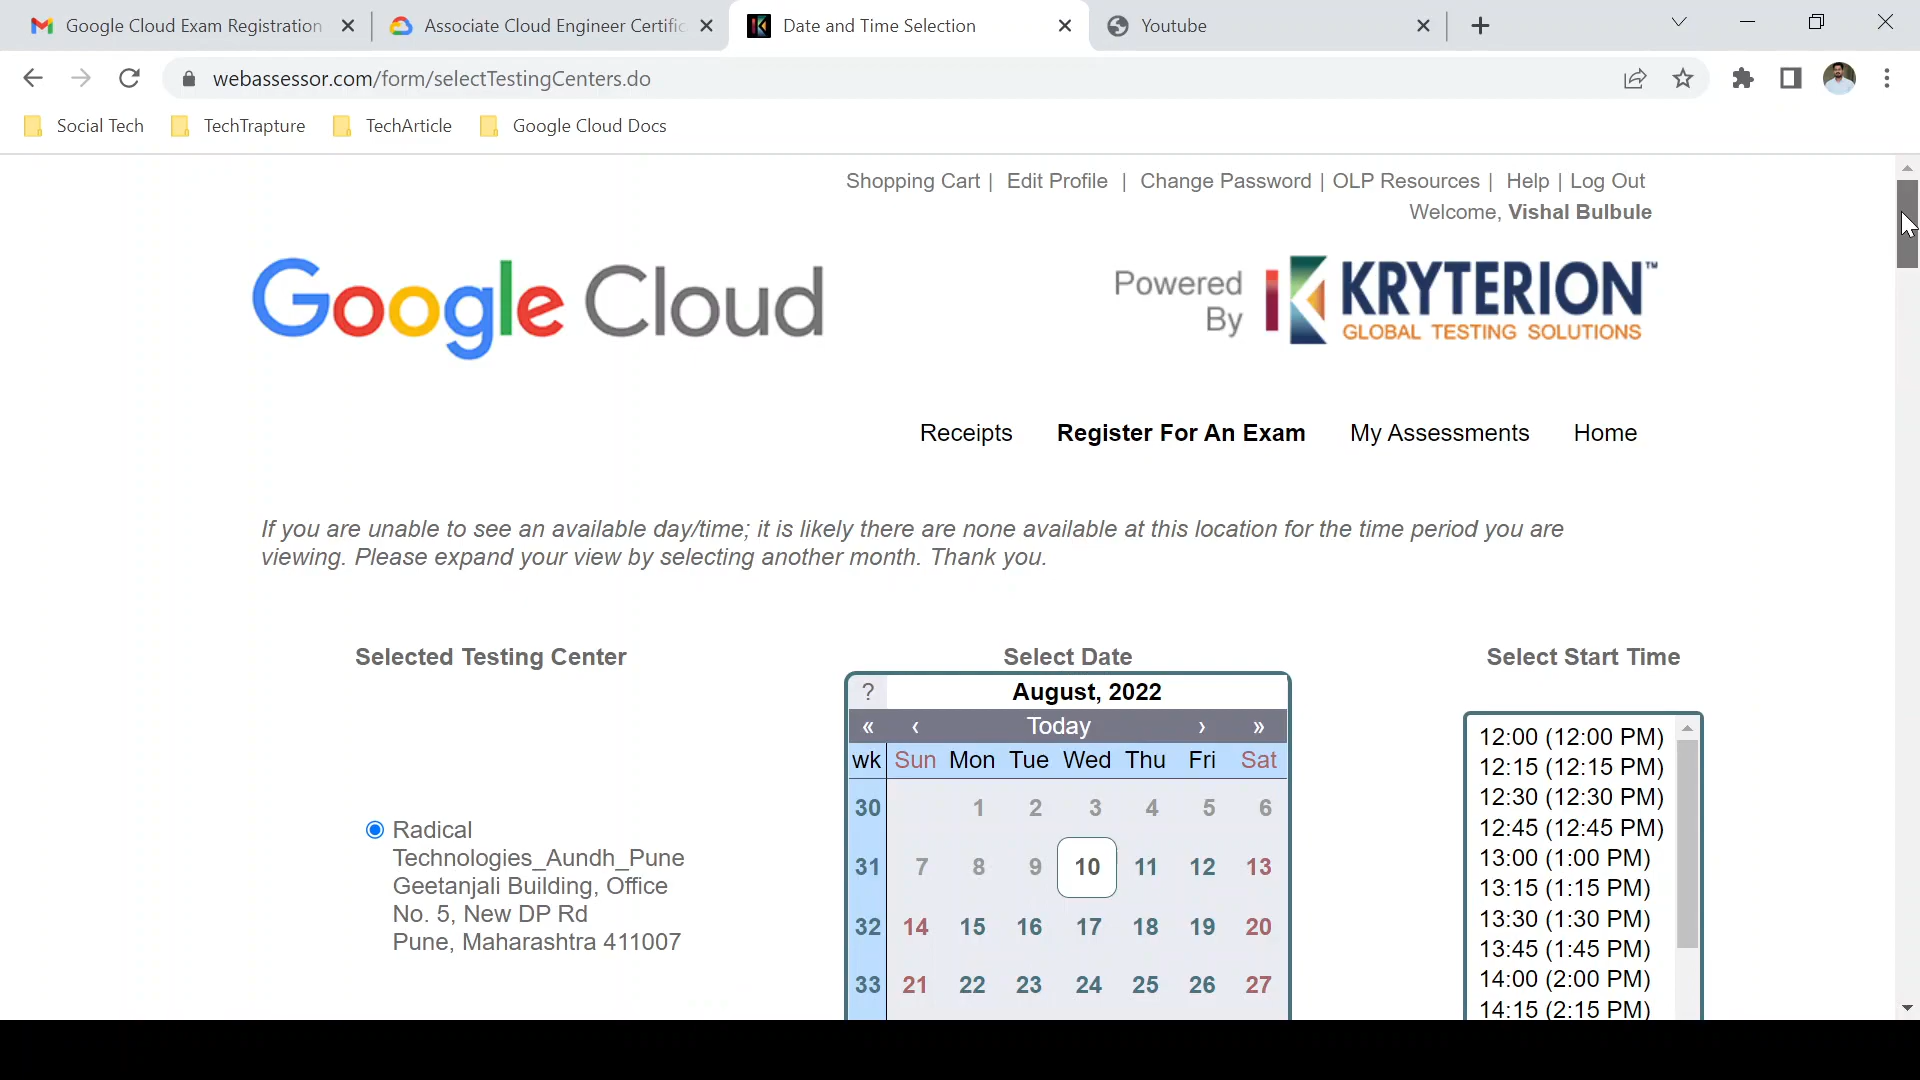 Google Cloud Exam Registration
Associate Cloud Engineer Certific
Date and Time Selection
Youtube
webassessor.com/form/selectTestingCenters.do
Social Tech
TechTrapture
TechArticle
Google Cloud Docs
Shopping Cart | Edit Profile | Change Password | OLP Resources | Help | Log Out
Welcome, Vishal Bulbule
Google Cloud
Powered
By
KRYTERION™
GLOBAL TESTING SOLUTIONS
Receipts Register For An Exam My Assessments Home
If you are unable to see an available day/time; it is likely there are none available at this location for the time period you are
viewing. Please expand your view by selecting another month. Thank you.
Selected Testing Center
Radical
Technologies_Aundh_Pune
Geetanjali Building, Office
No. 5, New DP Rd
Pune, Maharashtra 411007
Select Date
? August, 2022
« ‹ Today › »
wk Sun Mon Tue Wed Thu Fri Sat
30 1 2 3 4 5 6
31 7 8 9 10 11 12 13
32 14 15 16 17 18 19 20
33 21 22 23 24 25 26 27
Select Start Time
12:00 (12:00 PM)
12:15 (12:15 PM)
12:30 (12:30 PM)
12:45 (12:45 PM)
13:00 (1:00 PM)
13:15 (1:15 PM)
13:30 (1:30 PM)
13:45 (1:45 PM)
14:00 (2:00 PM)
14:15 (2:15 PM)